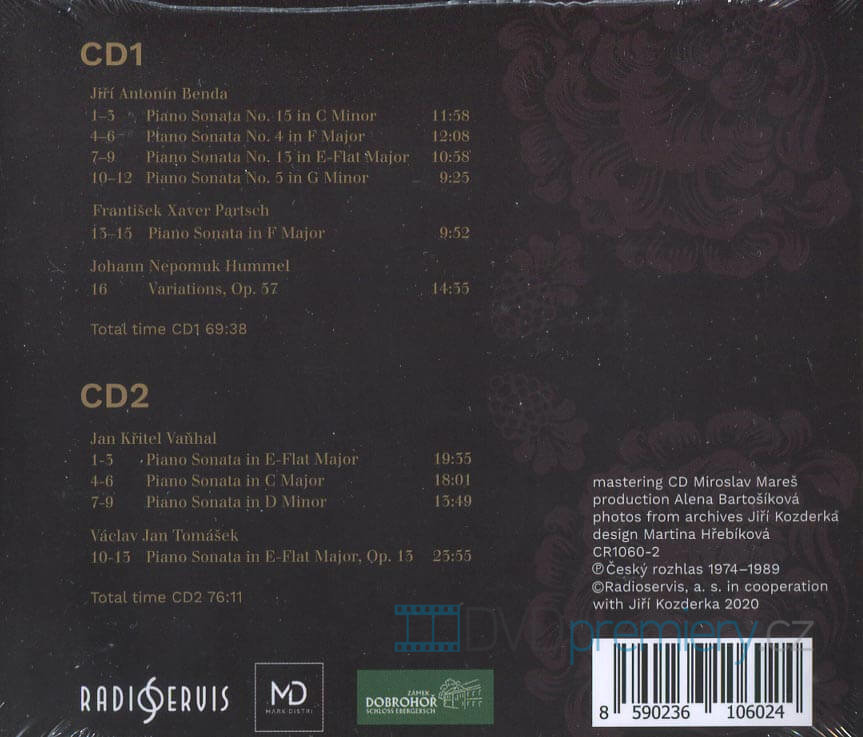 CD1
Jiří Antonín Benda
1–3 Piano Sonata No. 15 in C Minor 11:58
4–6 Piano Sonata No. 4 in F Major 12:08
7–9 Piano Sonata No. 13 in E-Flat Major 10:58
10–12 Piano Sonata No. 5 in G Minor 9:25
František Xaver Partsch
13–15 Piano Sonata in F Major 9:52
Johann Nepomuk Hummel
16 Variations, Op. 57 14:35
Total time CD1 69:38
CD2
Jan Křitel Vaňhal
1-3 Piano Sonata in E-Flat Major 19:35
4-6 Piano Sonata in C Major 18:01
7-9 Piano Sonata in D Minor 13:49
Václav Jan Tomášek
10-13 Piano Sonata in E-Flat Major, Op. 13 23:55
Total time CD2 76:11
mastering CD Miroslav Mareš
production Alena Bartošíková
photos from archives Jiří Kozderka
design Martina Hřebíková
CR1060-2
℗Český rozhlas 1974–1989
©Radioservis, a. s. in cooperation
with Jiří Kozderka 2020
DVDpremiery.cz
RADIOSERVIS
MD
MARK DISTRI
ZÁMEK
DOBROHOŘ
SCHLOSS EBERGERSCH
8 590236 106024